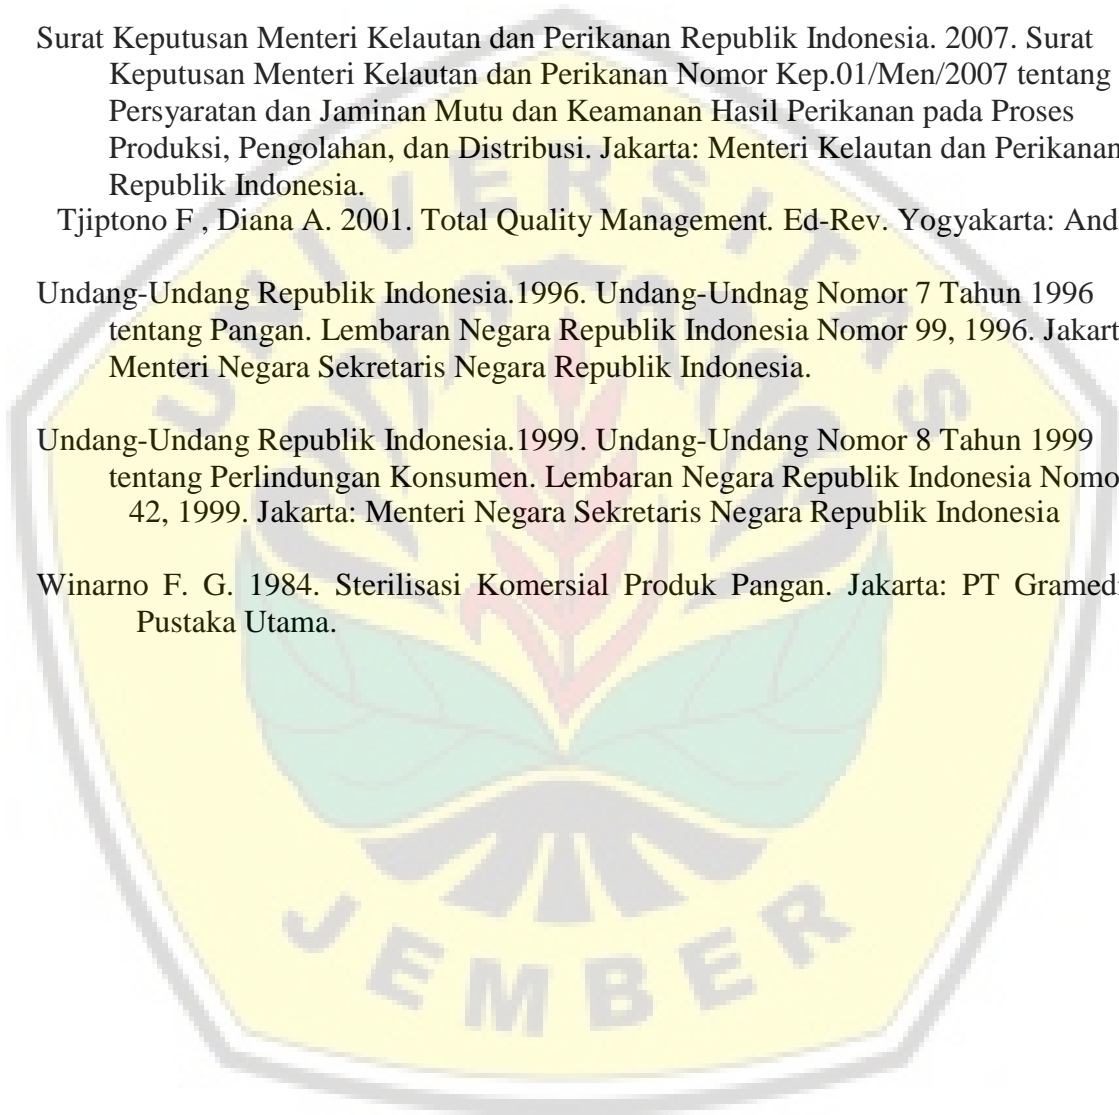 Surat Keputusan Menteri Kelautan dan Perikanan Republik Indonesia. 2007. Surat
Keputusan Menteri Kelautan dan Perikanan Nomor Kep.01/Men/2007 tentang
Persyaratan dan Jaminan Mutu dan Keamanan Hasil Perikanan pada Proses
Produksi, Pengolahan, dan Distribusi. Jakarta: Menteri Kelautan dan Perikanan
Republik Indonesia.
Tjiptono F , Diana A. 2001. Total Quality Management. Ed-Rev. Yogyakarta: And
Undang-Undang Republik Indonesia.1996. Undang-Undnag Nomor 7 Tahun 1996
tentang Pangan. Lembaran Negara Republik Indonesia Nomor 99, 1996. Jakart
Menteri Negara Sekretaris Negara Republik Indonesia.
Undang-Undang Republik Indonesia.1999. Undang-Undang Nomor 8 Tahun 1999
tentang Perlindungan Konsumen. Lembaran Negara Republik Indonesia Nomo
42, 1999. Jakarta: Menteri Negara Sekretaris Negara Republik Indonesia
Winarno F. G. 1984. Sterilisasi Komersial Produk Pangan. Jakarta: PT Gramedi
Pustaka Utama.
UNIVERSITAS
JEMBER